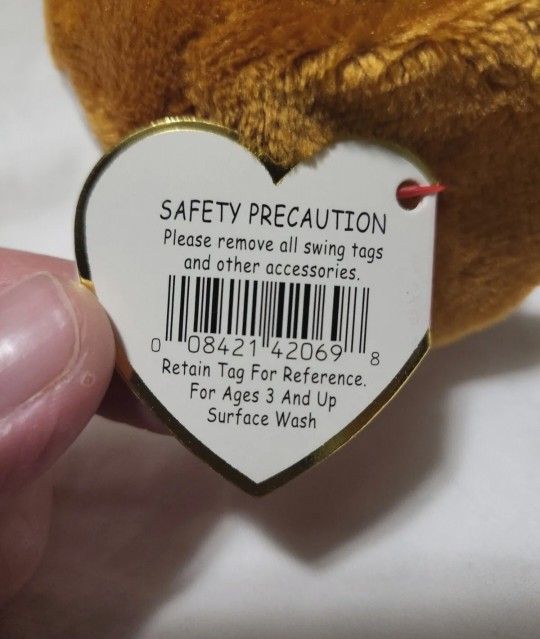 SAFETY PRECAUTION
Please remove all swing tags
and other accessories.
0 08421 42069 8
Retain Tag For Reference.
For Ages 3 And Up
Surface Wash